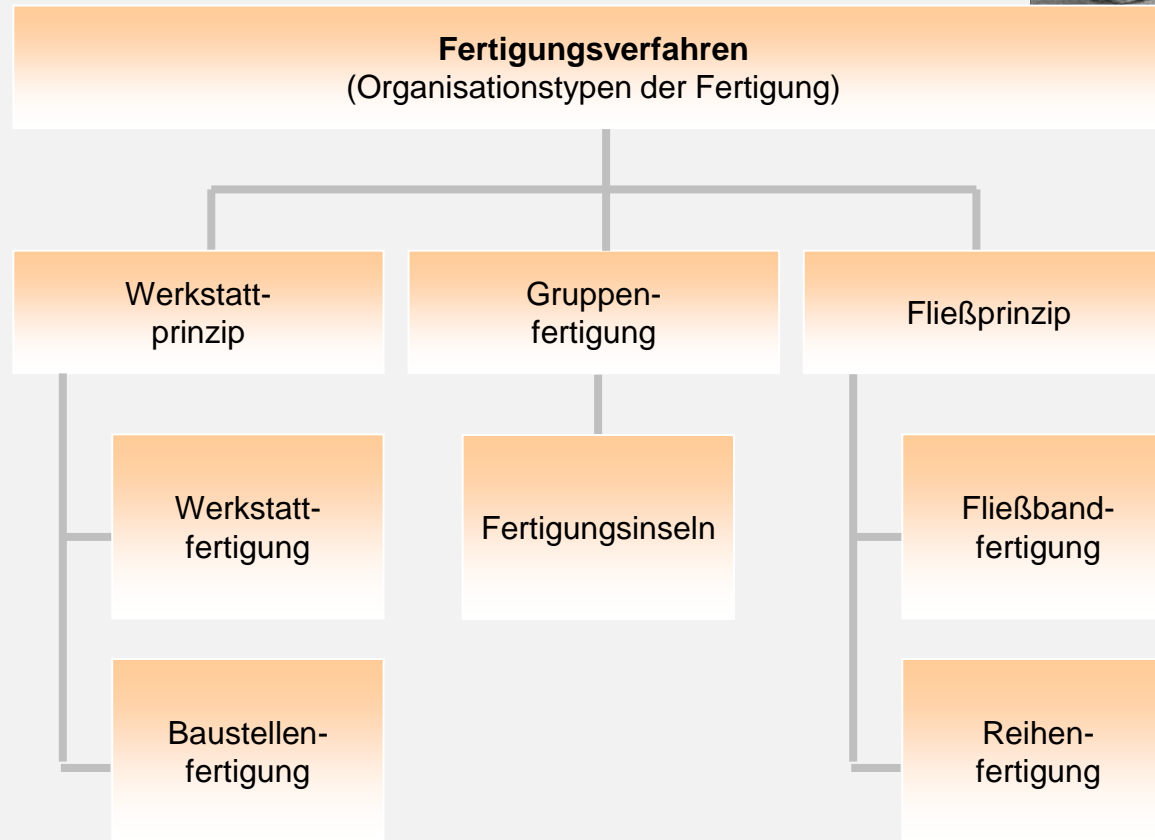 Fertigungsverfahren
(Organisationstypen der Fertigung)
Werkstatt-
prinzip
Gruppen-
fertigung
Fließprinzip
Werkstatt-
fertigung
Fertigungsinseln
Fließband-
fertigung
Baustellen-
fertigung
Reihen-
fertigung